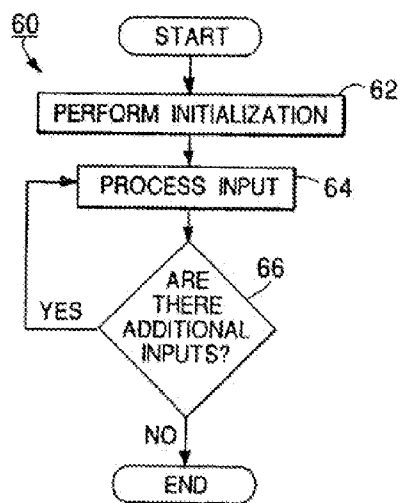 60
START
PERFORM INITIALIZATION
62
PROCESS INPUT
64
66
ARE
THERE
ADDITIONAL
INPUTS?
YES
NO
END